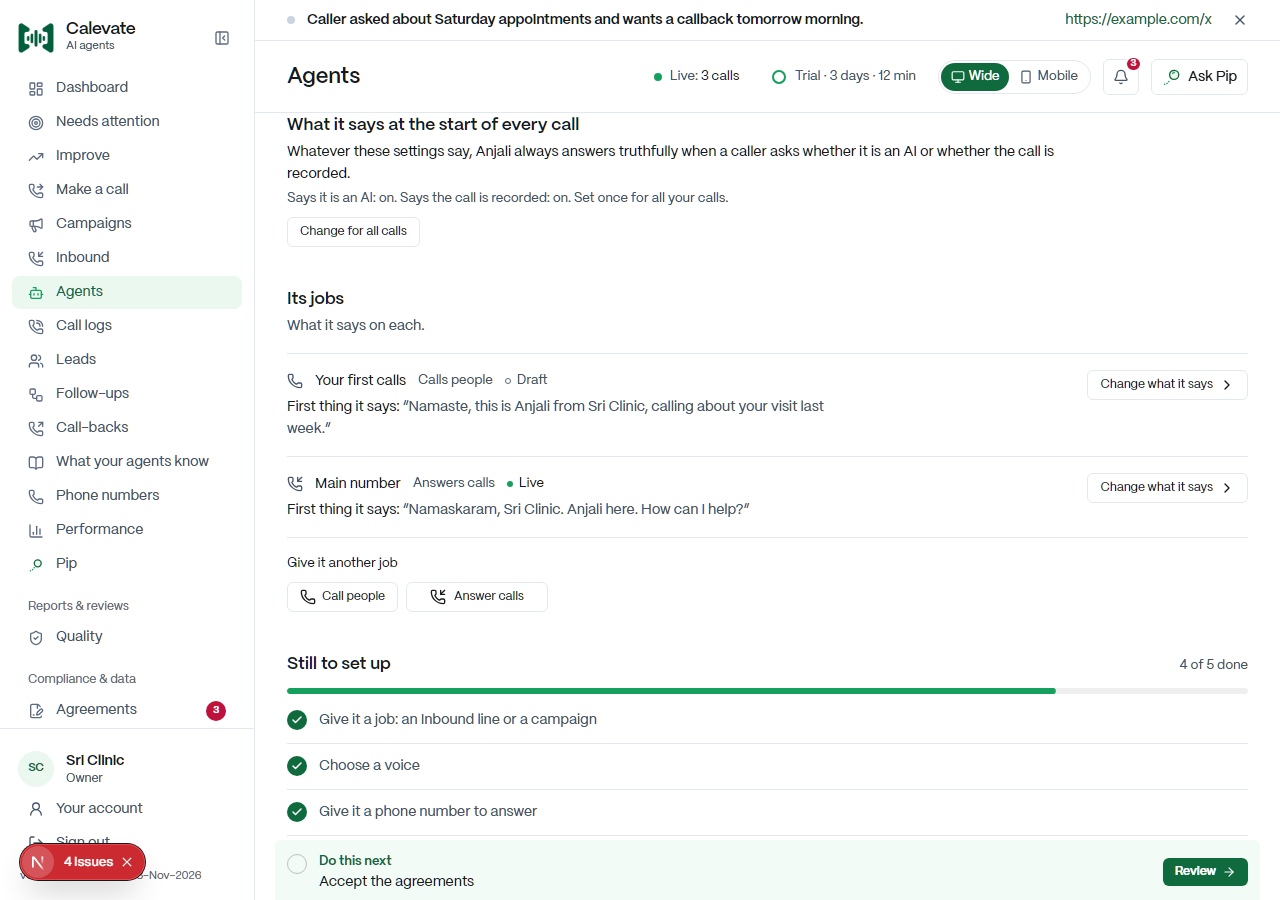 Calevate
AI agents
Dashboard
Needs attention
Improve
Make a call
Campaigns
Inbound
Agents
Call logs
Leads
Follow-ups
Call-backs
What your agents know
Phone numbers
Performance
Pip
Reports & reviews
Quality
Compliance & data
Agreements
3
SC
Sri Clinic
Owner
Your account
Sign out
4 Issues
-Nov-2026
Caller asked about Saturday appointments and wants a callback tomorrow morning.
https://example.com/x
Agents
Live: 3 calls
Trial · 3 days · 12 min
Wide
Mobile
3
Ask Pip
What it says at the start of every call
Whatever these settings say, Anjali always answers truthfully when a caller asks whether it is an AI or whether the call is
recorded.
Says it is an AI: on. Says the call is recorded: on. Set once for all your calls.
Change for all calls
Its jobs
What it says on each.
Your first calls Calls people Draft
Change what it says
First thing it says: “Namaste, this is Anjali from Sri Clinic, calling about your visit last
week.”
Main number Answers calls Live
Change what it says
First thing it says: “Namaskaram, Sri Clinic. Anjali here. How can I help?”
Give it another job
Call people
Answer calls
Still to set up
4 of 5 done
Give it a job: an Inbound line or a campaign
Choose a voice
Give it a phone number to answer
Do this next
Accept the agreements
Review